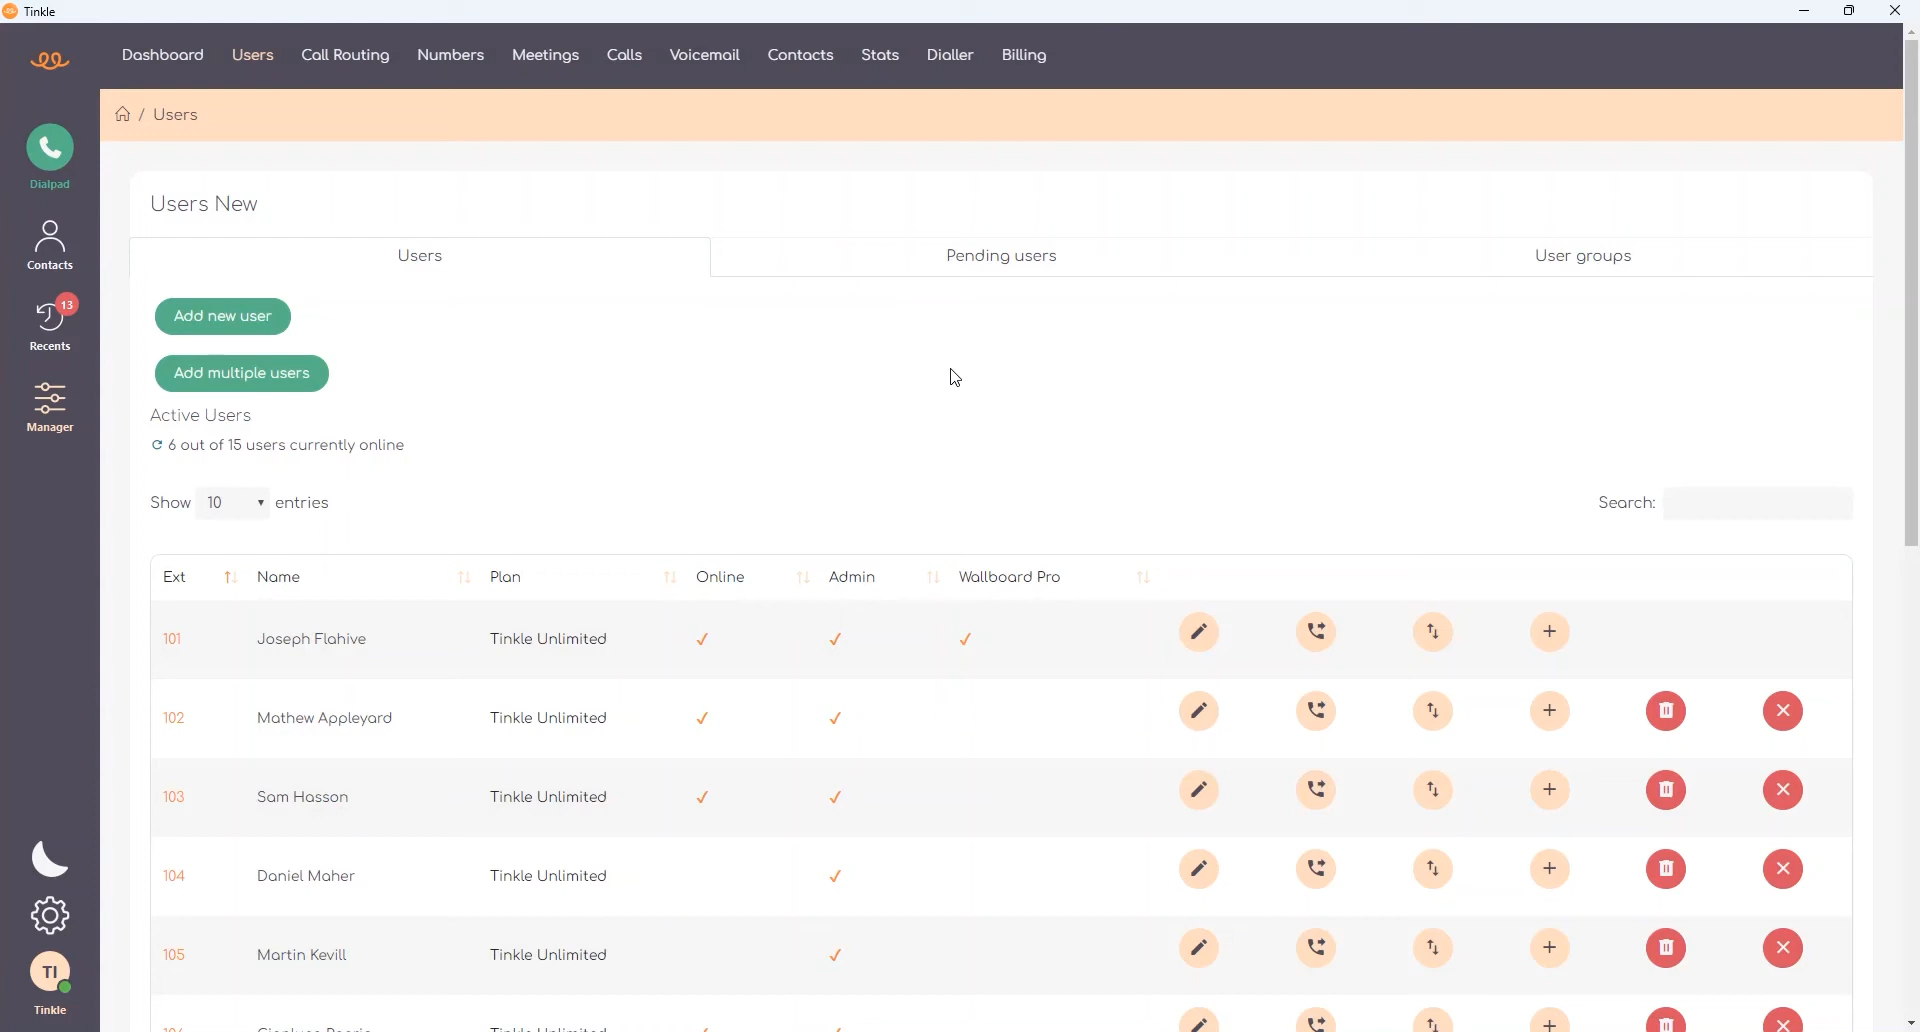 Tinkle
Dashboard Users Call Routing Numbers Meetings Calls Voicemail Contacts Stats Dialler Billing
/ Users
Dialpad
Contacts
13
Recents
Manager
TI
Tinkle
Users New
Users Pending users User groups
Add new user
Add multiple users
Active Users
6 out of 15 users currently online
Show 10 entries Search:
Ext Name Plan Online Admin Wallboard Pro
101 Joseph Flahive Tinkle Unlimited
102 Mathew Appleyard Tinkle Unlimited
103 Sam Hasson Tinkle Unlimited
104 Daniel Maher Tinkle Unlimited
105 Martin Kevill Tinkle Unlimited